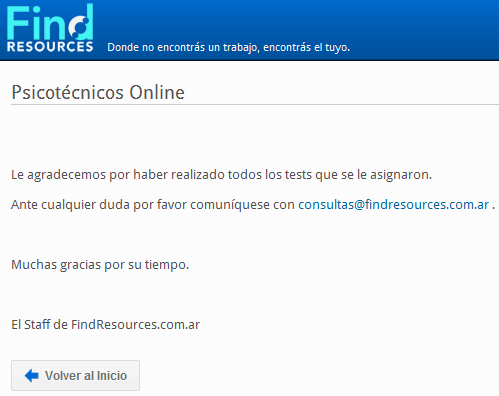 Find
RESOURCES
Donde no encontrás un trabajo, encontrás el tuyo.
Psicotécnicos Online
Le agradecemos por haber realizado todos los tests que se le asignaron.
Ante cualquier duda por favor comuníquese con consultas@findresources.com.ar .
Muchas gracias por su tiempo.
El Staff de FindResources.com.ar
Volver al Inicio